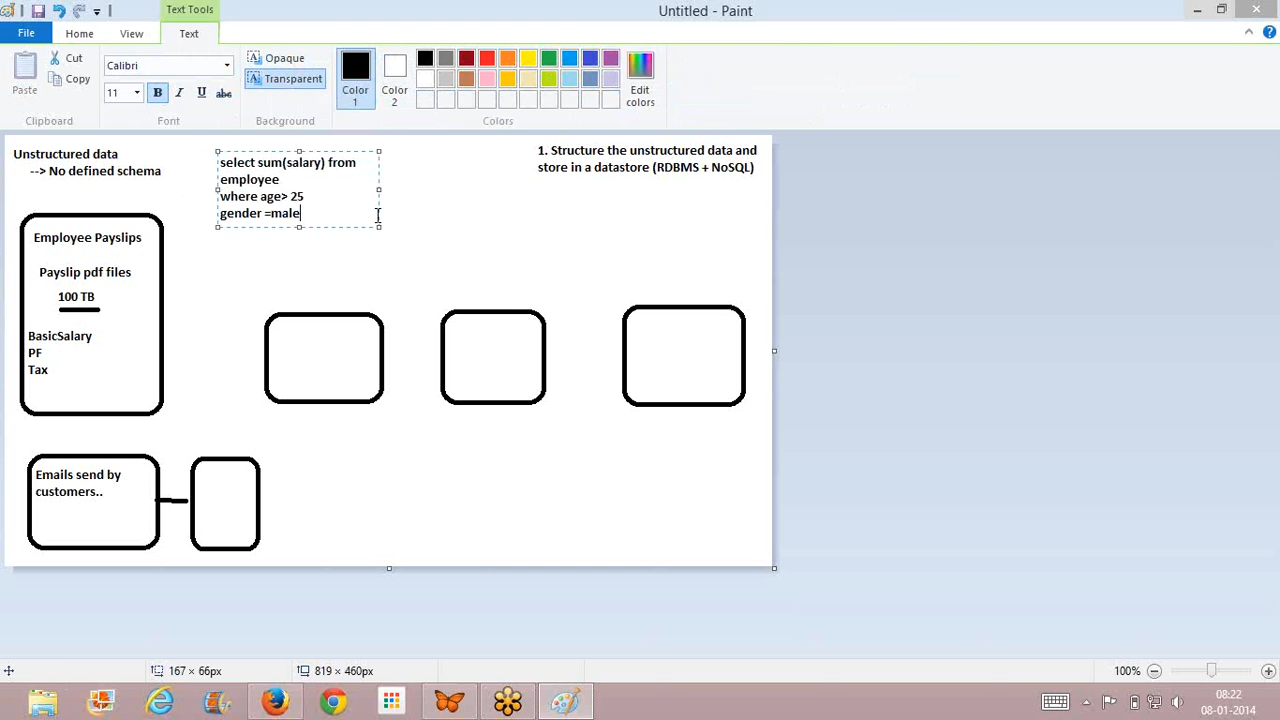 Text Tools
Untitled - Paint
File
Home
View
Text
Paste
Cut
Copy
Clipboard
Calibri
11
B
I
U
abc
Font
Opaque
Transparent
Background
Color
1
Color
2
Edit
colors
Colors
Unstructured data
--> No defined schema
select sum(salary) from
employee
where age> 25
gender =male
1. Structure the unstructured data and
store in a datastore (RDBMS + NoSQL)
Employee Payslips
Payslip pdf files
100 TB
BasicSalary
PF
Tax
Emails send by
customers..
167 × 66px
819 × 460px
100%
08:22
08-01-2014